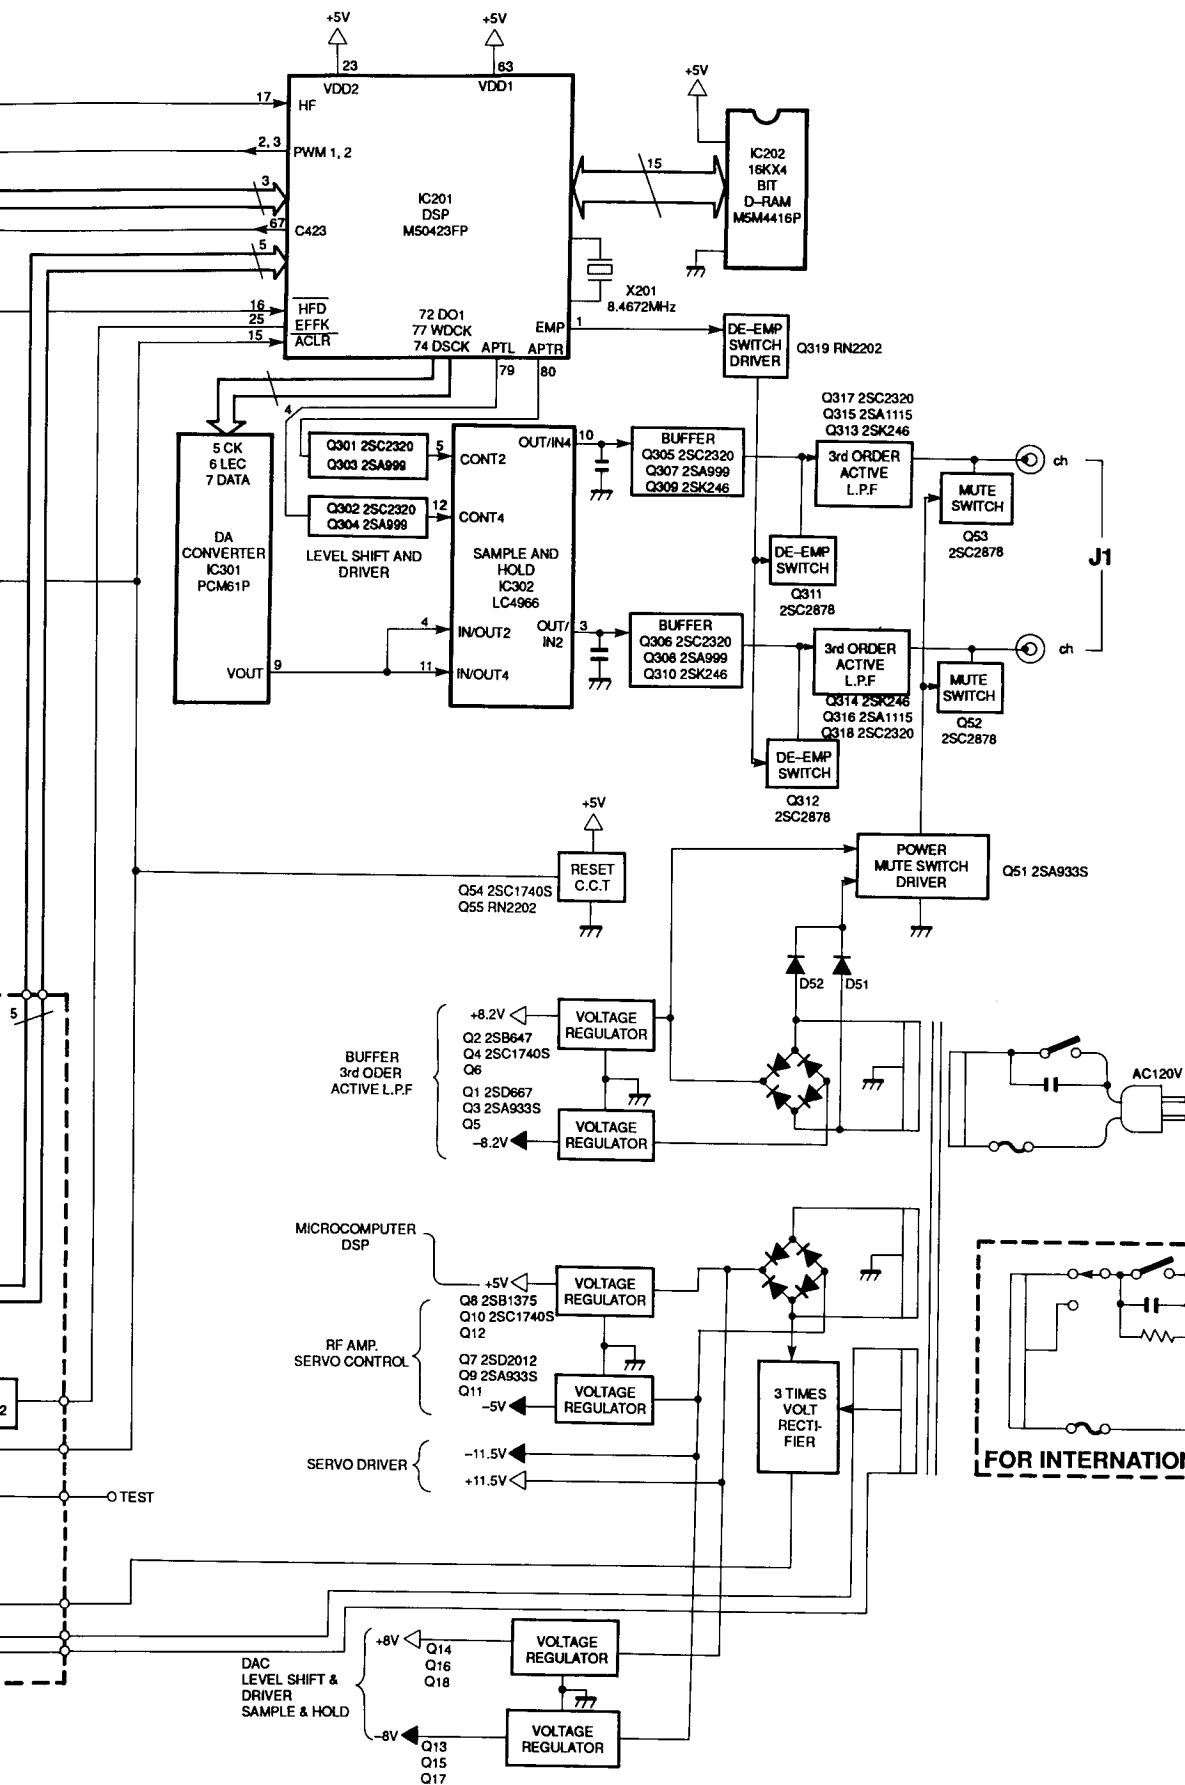 +5V
+5V
23
63
VDD2
VDD1
17
HF
2, 3
PWM 1, 2
3
IC201
DSP
M50423FP
67
C423
5
16
HFD
25
EFFK
15
ACLR
72 DO1
77 WDCK
74 DSCK
APTL
APTR
EMP
1
79
80
+5V
15
IC202
16KX4
BIT
D-RAM
M5M4416P
X201
8.4672MHz
DE-EMP
SWITCH
DRIVER
Q319 RN2202
4
5 CK
6 LEC
7 DATA
DA
CONVERTER
IC301
PCM61P
VOUT
9
Q301 2SC2320
Q303 2SA999
5
Q302 2SC2320
Q304 2SA999
12
LEVEL SHIFT AND
DRIVER
OUT/IN4
10
CONT2
CONT4
SAMPLE AND
HOLD
IC302
LC4966
OUT/
IN2
3
4
IN/OUT2
11
IN/OUT4
BUFFER
Q305 2SC2320
Q307 2SA999
Q309 2SK246
Q317 2SC2320
Q315 2SA1115
Q313 2SK246
3rd ORDER
ACTIVE
L.P.F
ch
MUTE
SWITCH
Q53
2SC2878
J1
DE-EMP
SWITCH
Q311
2SC2878
BUFFER
Q306 2SC2320
Q308 2SA999
Q310 2SK246
3rd ORDER
ACTIVE
L.P.F
Q314 2SK246
Q316 2SA1115
Q318 2SC2320
ch
MUTE
SWITCH
Q52
2SC2878
DE-EMP
SWITCH
Q312
2SC2878
+5V
RESET
C.C.T
Q54 2SC1740S
Q55 RN2202
POWER
MUTE SWITCH
DRIVER
Q51 2SA933S
D52
D51
5
BUFFER
3rd ODER
ACTIVE L.P.F
+8.2V
Q2 2SB647
Q4 2SC1740S
Q6
Q1 2SD667
Q3 2SA933S
Q5
-8.2V
VOLTAGE
REGULATOR
VOLTAGE
REGULATOR
AC120V
MICROCOMPUTER
DSP
+5V
Q8 2SB1375
Q10 2SC1740S
Q12
RF AMP.
SERVO CONTROL
Q7 2SD2012
Q9 2SA933S
Q11
-5V
VOLTAGE
REGULATOR
VOLTAGE
REGULATOR
3 TIMES
VOLT
RECTI-
FIER
2
SERVO DRIVER
-11.5V
+11.5V
TEST
FOR INTERNATIO
DAC
LEVEL SHIFT &
DRIVER
SAMPLE & HOLD
+8V
Q14
Q16
Q18
-8V
Q13
Q15
Q17
VOLTAGE
REGULATOR
VOLTAGE
REGULATOR